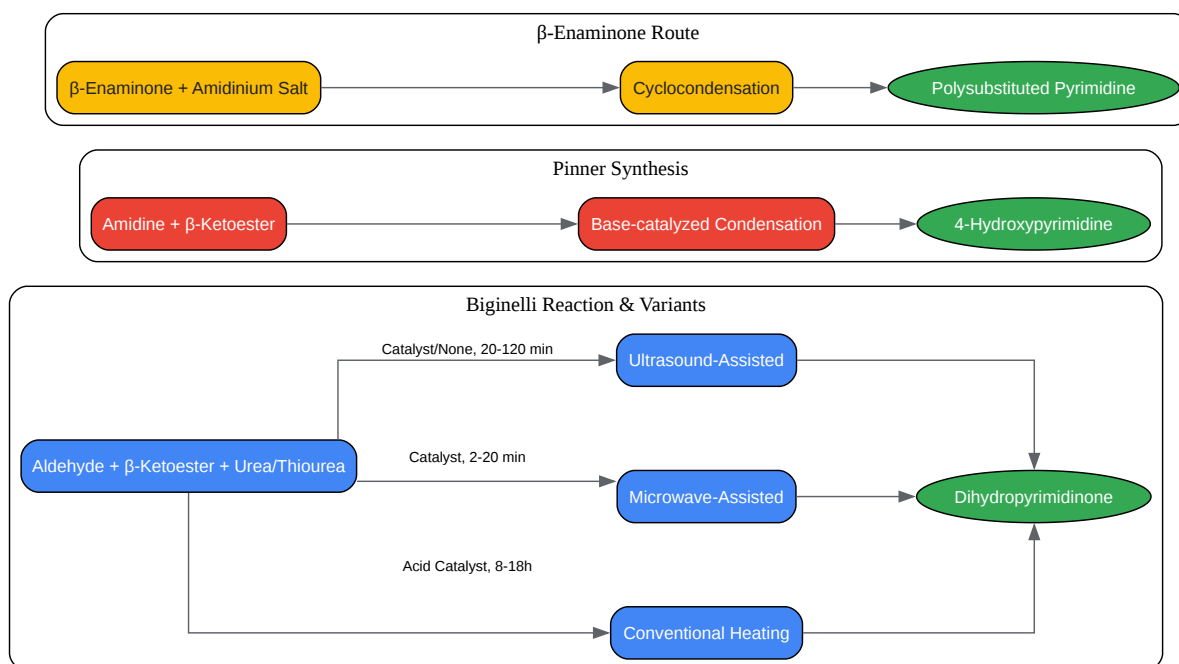 β-Enaminone Route
β-Enaminone + Amidinium Salt
Cyclocondensation
Polysubstituted Pyrimidine
Pinner Synthesis
Amidine + β-Ketoester
Base-catalyzed Condensation
4-Hydroxypyrimidine
Biginelli Reaction & Variants
Catalyst/None, 20-120 min
Ultrasound-Assisted
Aldehyde + β-Ketoester + Urea/Thiourea
Catalyst, 2-20 min
Microwave-Assisted
Dihydropyrimidinone
Acid Catalyst, 8-18h
Conventional Heating